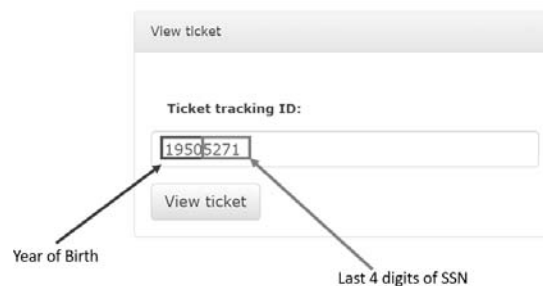 View ticket
Ticket tracking ID:
19505271
View ticket
Year of Birth
Last 4 digits of SSN